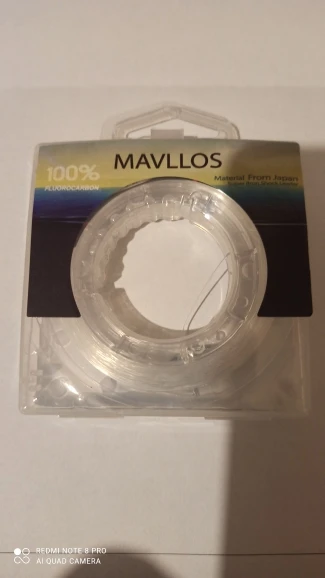 MAVLLOS
100%
FLUOROCARBON
Material From Japan
REDMI NOTE 8 PRO
AI QUAD CAMERA